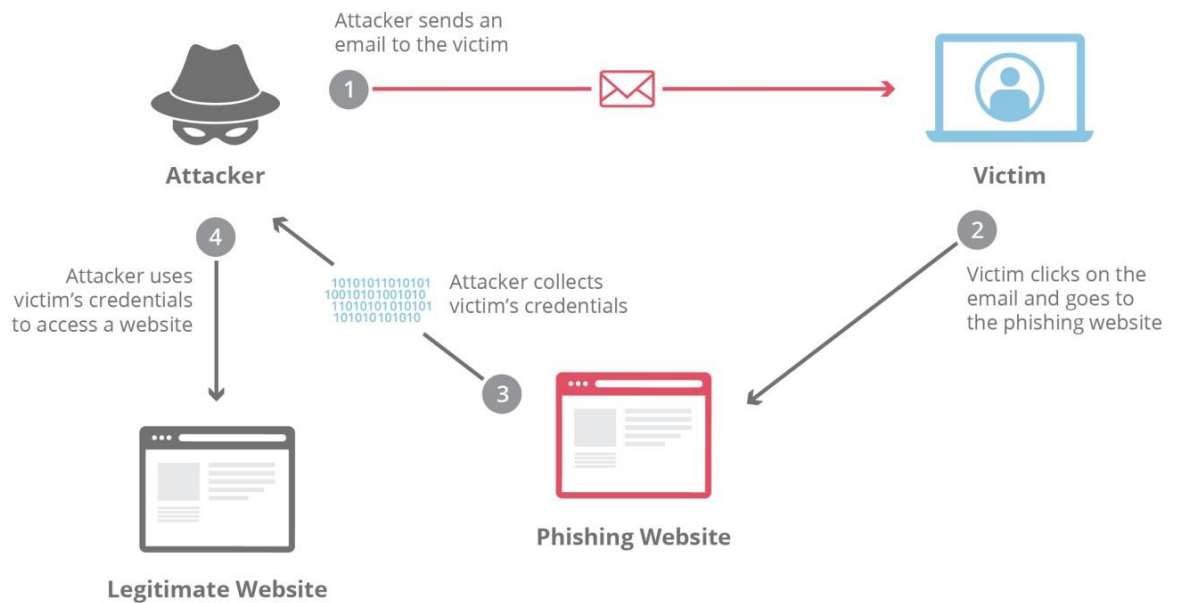 Attacker sends an
email to the victim
1
Attacker
Victim
4
2
Attacker uses
victim's credentials
to access a website
10101011010101
10010101001010
11010101010101
101010101010
Attacker collects
victim's credentials
Victim clicks on the
email and goes to
the phishing website
3
Phishing Website
Legitimate Website